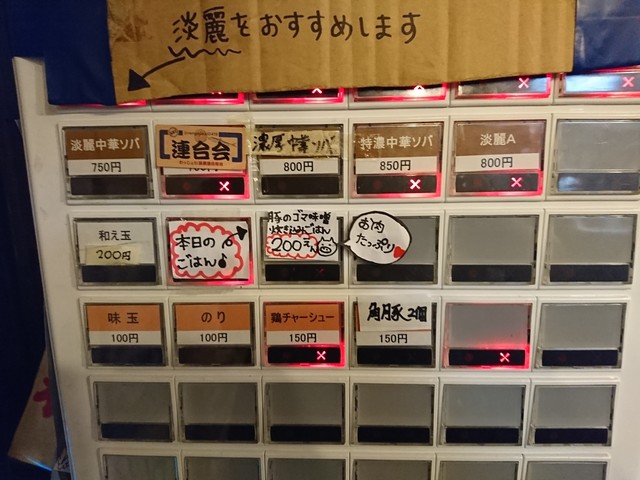 淡麗をおすすめします
淡麗中華ソバ
750円
連合会
濃厚中華ソバ
800円
特濃中華ソバ
850円
淡麗A
800円
和え玉
200円
本日の
ごはん
豚のゴマ味噌
炊き込みごはん
200えん
お肉
たっぷり
味玉
100円
のり
100円
鶏チャーシュー
150円
角月豕2個
150円